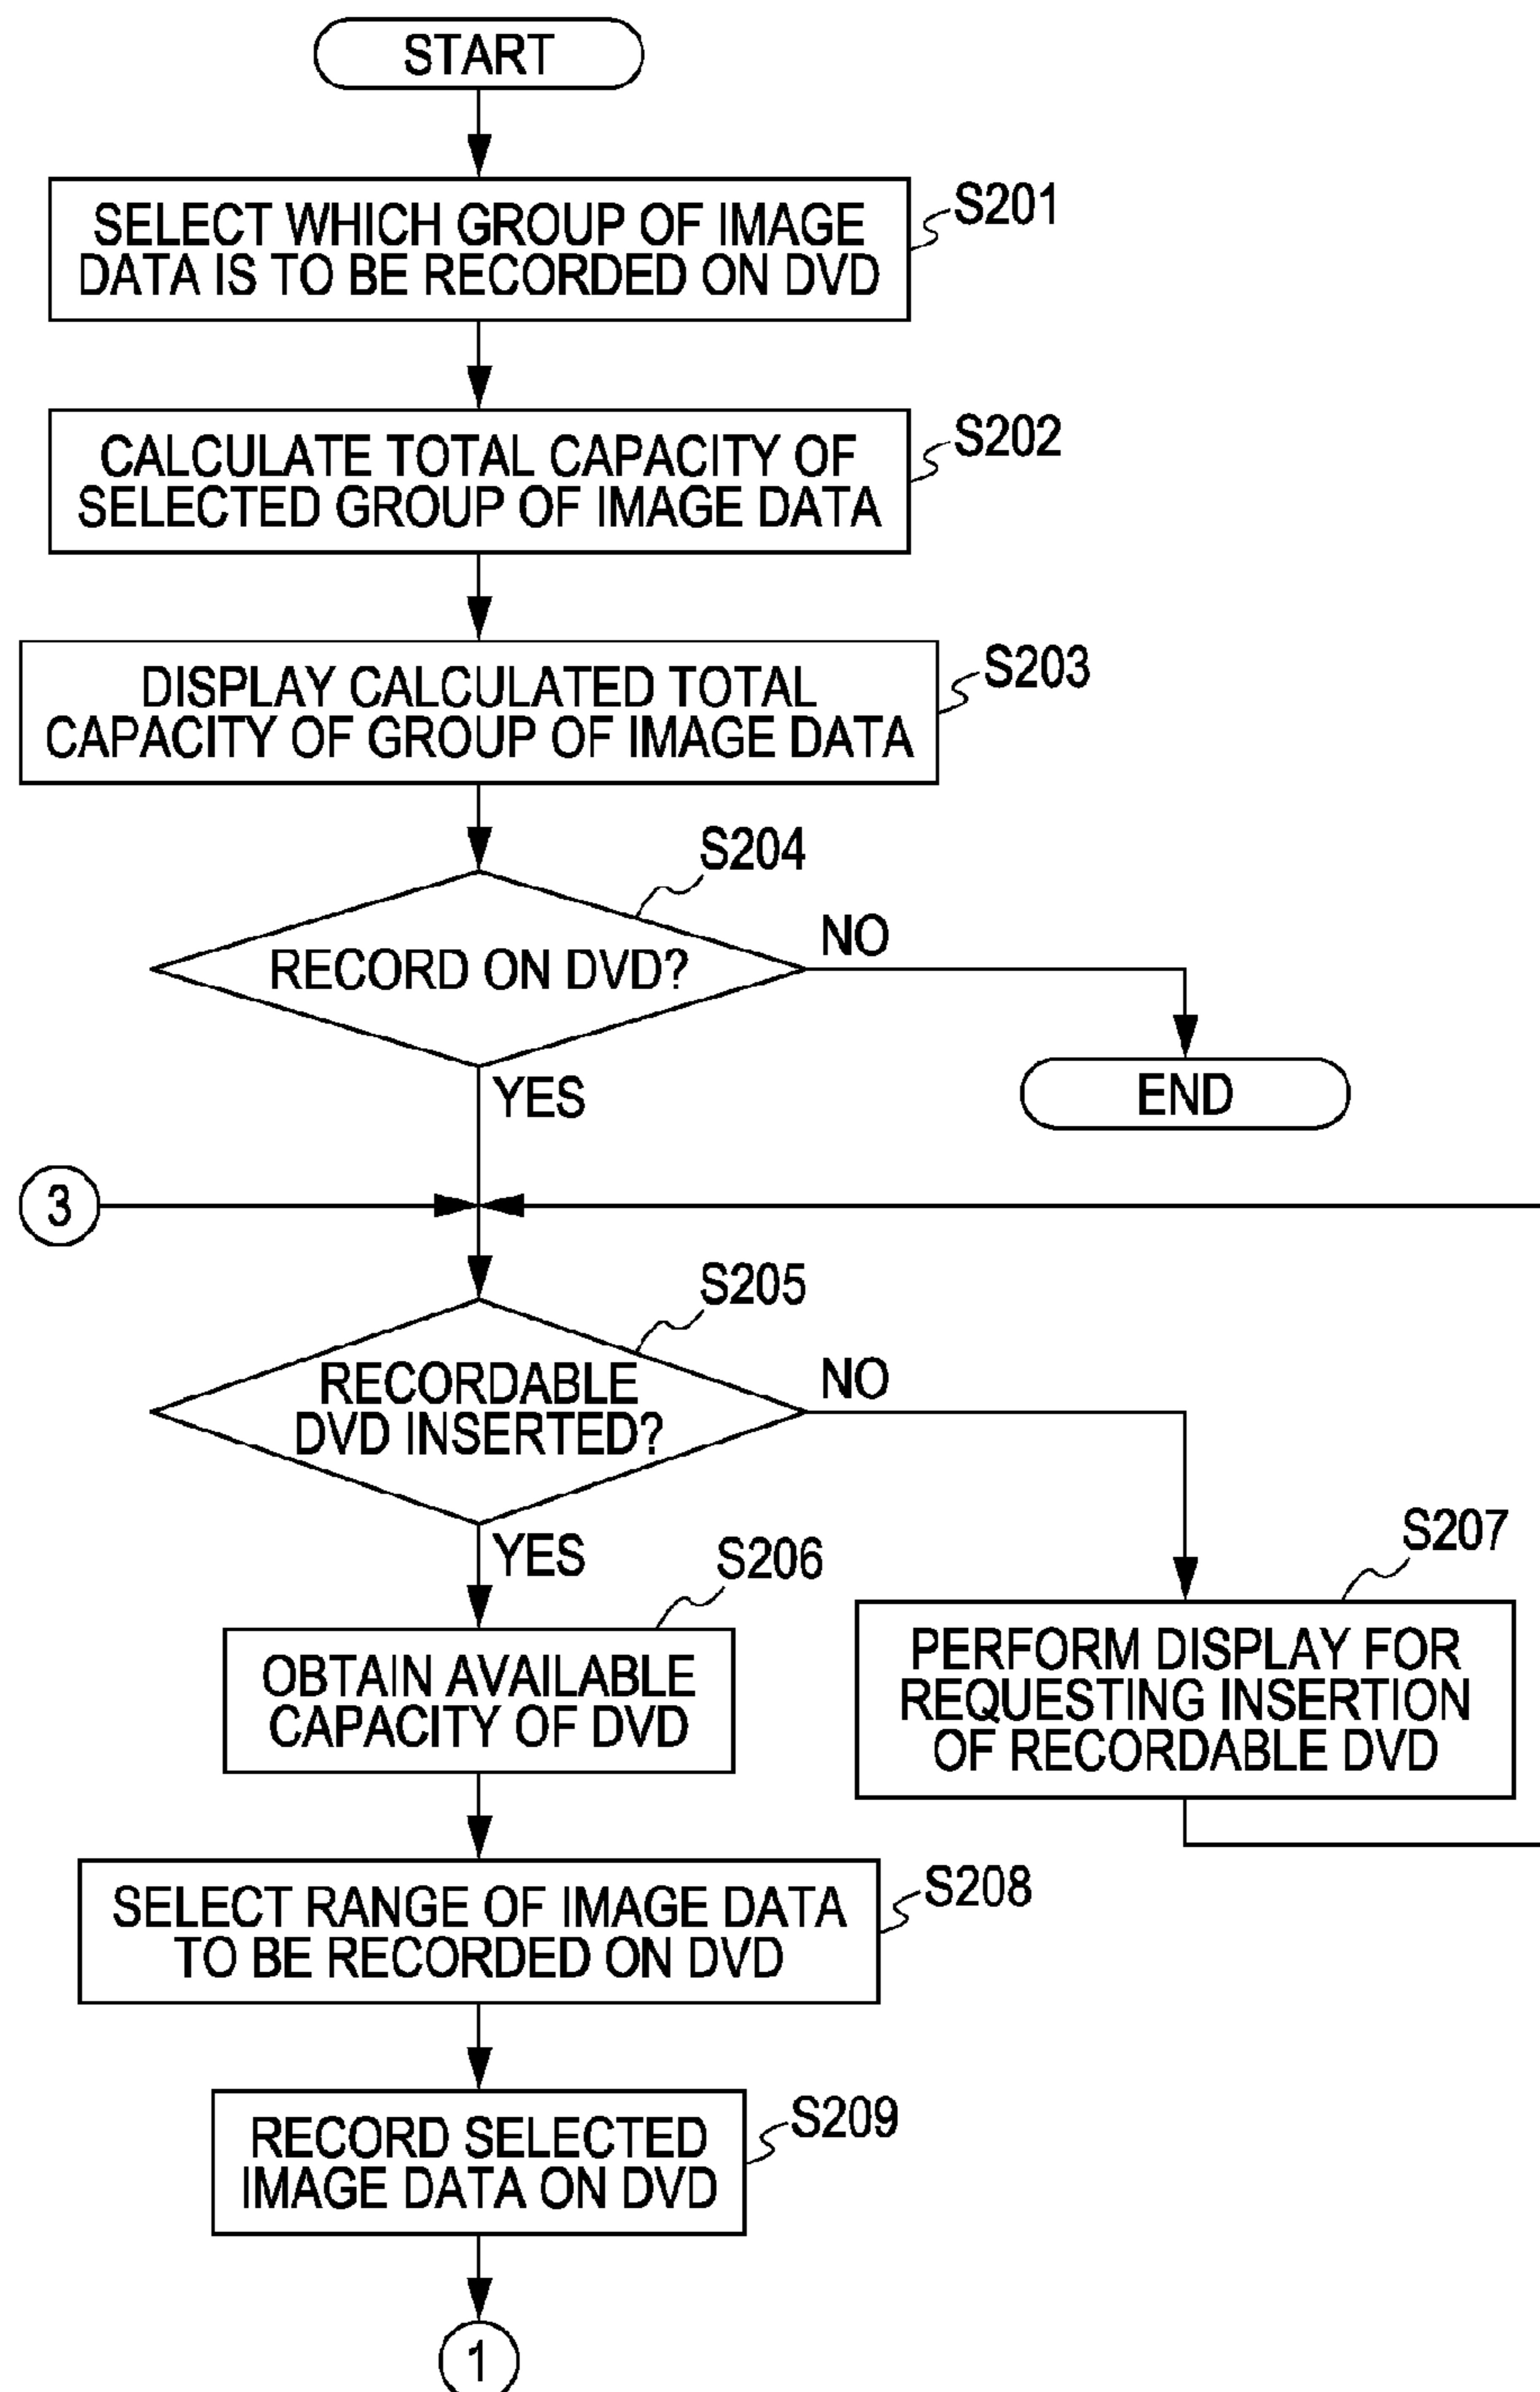 START
S201
SELECT WHICH GROUP OF IMAGE
DATA IS TO BE RECORDED ON DVD
S202
CALCULATE TOTAL CAPACITY OF
SELECTED GROUP OF IMAGE DATA
S203
DISPLAY CALCULATED TOTAL
CAPACITY OF GROUP OF IMAGE DATA
S204
RECORD ON DVD?
NO
END
YES
3
S205
RECORDABLE
DVD INSERTED?
NO
YES
S206
OBTAIN AVAILABLE
CAPACITY OF DVD
S207
PERFORM DISPLAY FOR
REQUESTING INSERTION
OF RECORDABLE DVD
S208
SELECT RANGE OF IMAGE DATA
TO BE RECORDED ON DVD
S209
RECORD SELECTED
IMAGE DATA ON DVD
1